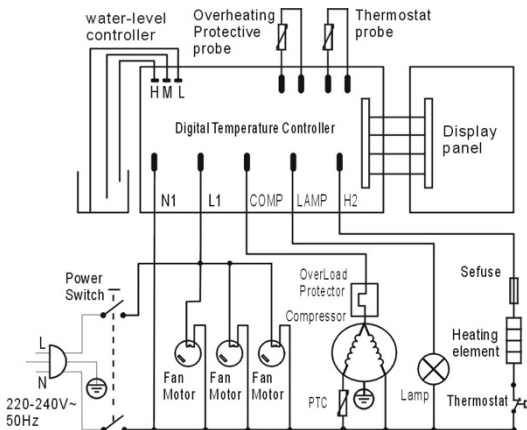 water-level
controller
Overheating
Protective
probe
Thermostat
probe
H M L
Digital Temperature Controller
Display
panel
N1
L1
COMP
LAMP
H2
Power
Switch
OverLoad
Protector
Compressor
Sefuse
Heating
element
L
N
220-240V~
50Hz
Fan
Motor
Fan
Motor
Fan
Motor
PTC
Lamp
Thermostat